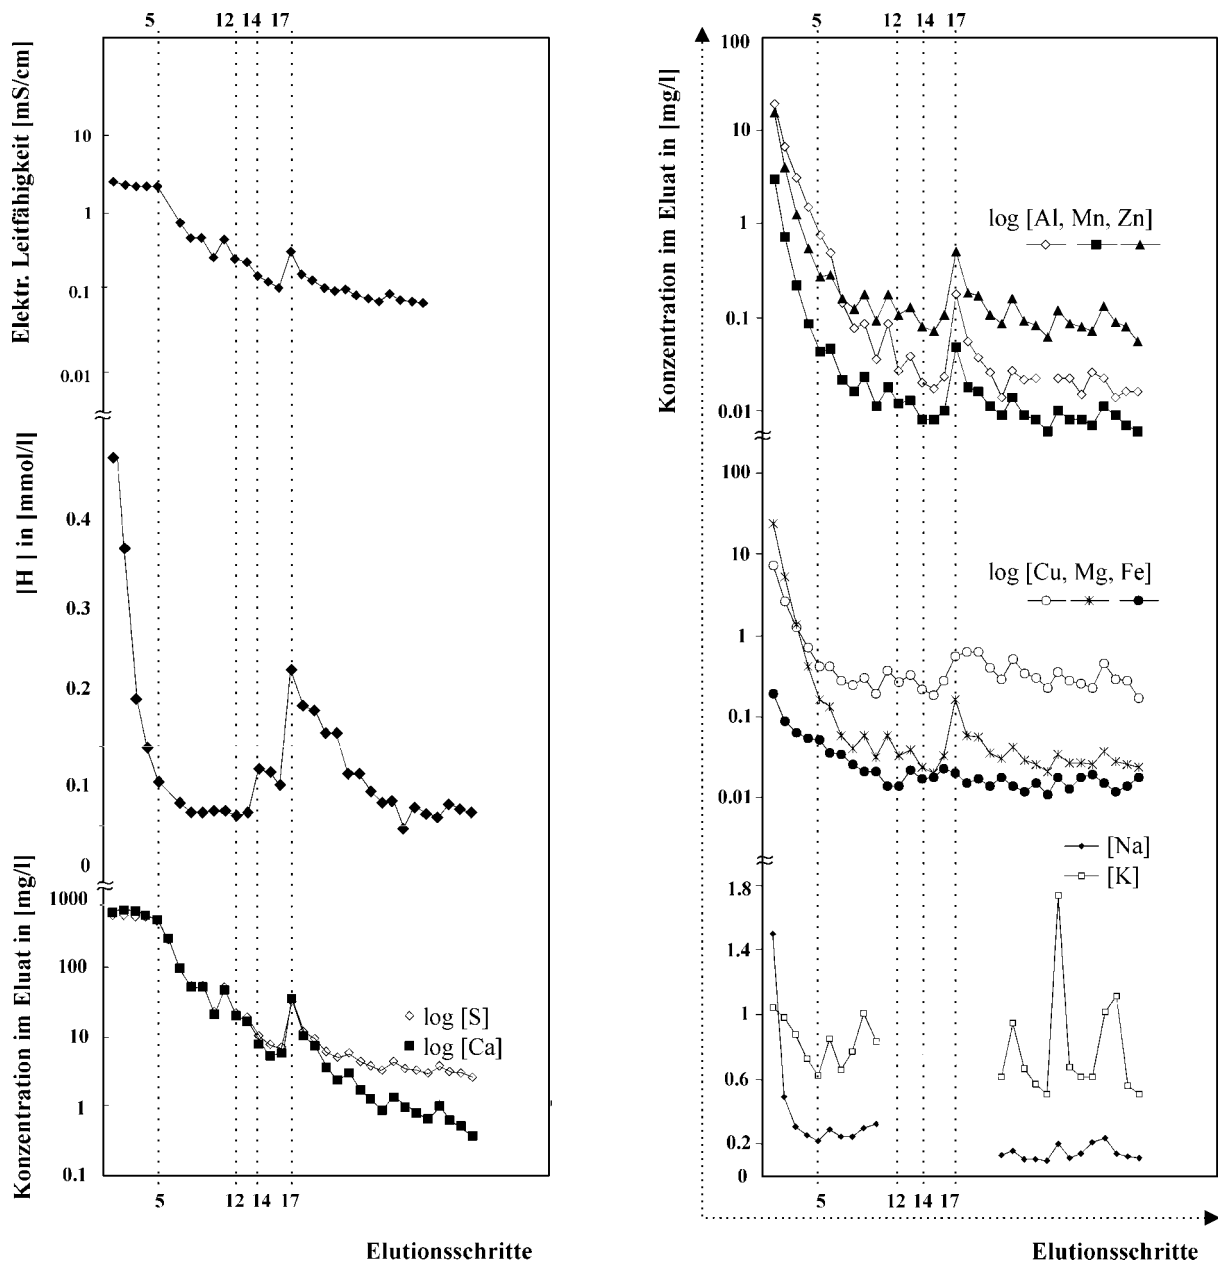 5 12 14 17
Elektr. Leitfähigkeit [mS/cm]
10
1
0.1
0.01
≈
[H ] in [mmol/l]
0.4
0.3
0.2
0.1
0
≈
Konzentration im Eluat in [mg/l]
1000
100
10
1
0.1
log [S]
log [Ca]
5 12 14 17
Elutionsschritte
5 12 14 17
Konzentration im Eluat in [mg/l]
100
10
1
0.1
0.01
≈
log [Al, Mn, Zn]
100
10
1
0.1
0.01
≈
log [Cu, Mg, Fe]
[Na]
[K]
1.8
1.4
1
0.6
0.2
0
5 12 14 17
Elutionsschritte